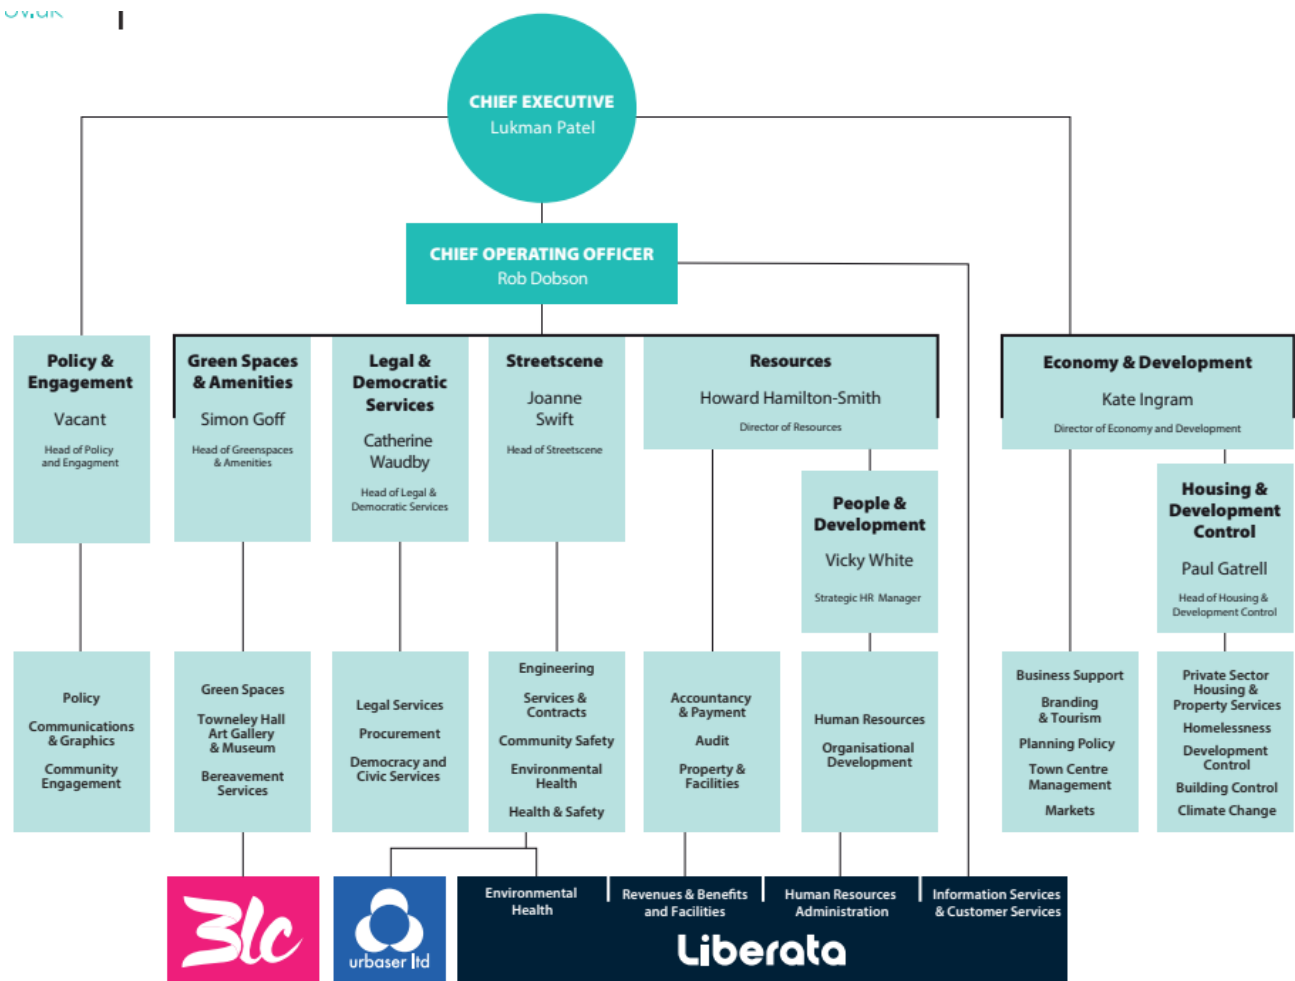 ov.uk
CHIEF EXECUTIVE
Lukman Patel
CHIEF OPERATING OFFICER
Rob Dobson
Policy &
Engagement
Vacant
Head of Policy
and Engagment
Green Spaces
& Amenities
Simon Goff
Head of Greenspaces
& Amenities
Legal &
Democratic
Services
Catherine
Waudby
Head of Legal &
Democratic Services
Streetscene
Joanne
Swift
Head of Streetscene
Resources
Howard Hamilton-Smith
Director of Resources
People &
Development
Vicky White
Strategic HR Manager
Economy & Development
Kate Ingram
Director of Economy and Development
Housing &
Development
Control
Paul Gatrell
Head of Housing &
Development Control
Policy
Communications
& Graphics
Community
Engagement
Green Spaces
Towneley Hall
Art Gallery
& Museum
Bereavement
Services
Legal Services
Procurement
Democracy and
Civic Services
Engineering
Services &
Contracts
Community Safety
Environmental
Health
Health & Safety
Accountancy
& Payment
Audit
Property &
Facilities
Human Resources
Organisational
Development
Business Support
Branding
& Tourism
Planning Policy
Town Centre
Management
Markets
Private Sector
Housing &
Property Services
Homelessness
Development
Control
Building Control
Climate Change
3lc
urbaser ltd
Environmental
Health
Revenues & Benefits
and Facilities
Human Resources
Administration
Information Services
& Customer Services
Liberata